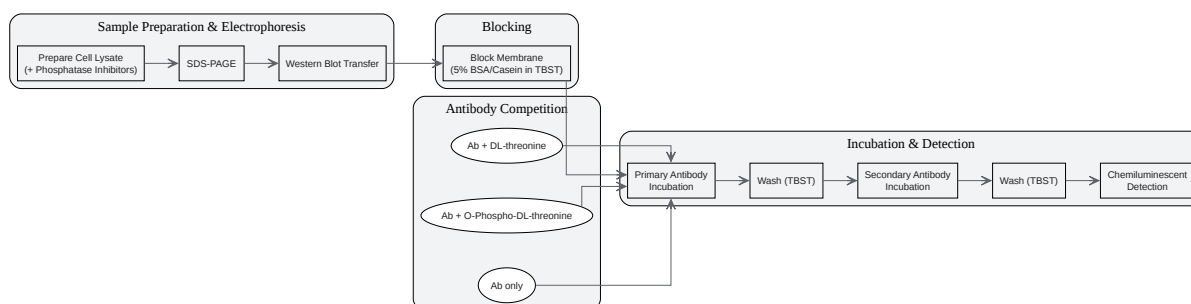 Sample Preparation & Electrophoresis
Prepare Cell Lysate
(+ Phosphatase Inhibitors)
SDS-PAGE
Western Blot Transfer
Blocking
Block Membrane
(5% BSA/Casein in TBST)
Antibody Competition
Ab + DL-threonine
Ab + O-Phospho-DL-threonine
Ab only
Incubation & Detection
Primary Antibody
Incubation
Wash (TBST)
Secondary Antibody
Incubation
Wash (TBST)
Chemiluminescent
Detection